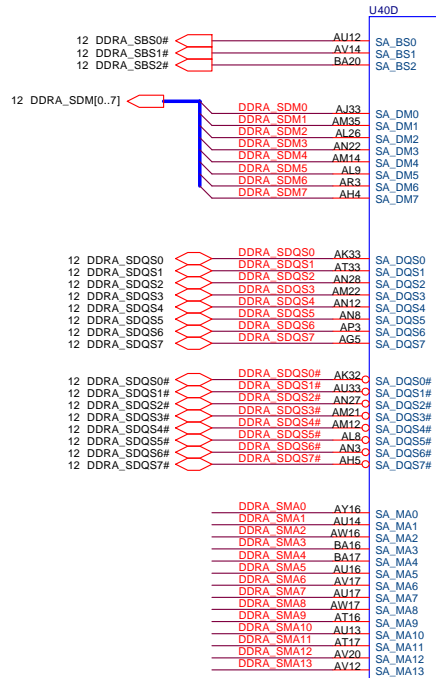 U40D
12 DDRA_SBS0# AU12 SA_BS0
12 DDRA_SBS1# AV14 SA_BS1
12 DDRA_SBS2# BA20 SA_BS2
12 DDRA_SDM[0..7]
DDRA_SDM0 AJ33 SA_DM0
DDRA_SDM1 AM35 SA_DM1
DDRA_SDM2 AL26 SA_DM2
DDRA_SDM3 AN22 SA_DM3
DDRA_SDM4 AM14 SA_DM4
DDRA_SDM5 AL9 SA_DM5
DDRA_SDM6 AR3 SA_DM6
DDRA_SDM7 AH4 SA_DM7
12 DDRA_SDQS0 DDRA_SDQS0 AK33 SA_DQS0
12 DDRA_SDQS1 DDRA_SDQS1 AT33 SA_DQS1
12 DDRA_SDQS2 DDRA_SDQS2 AN28 SA_DQS2
12 DDRA_SDQS3 DDRA_SDQS3 AM22 SA_DQS3
12 DDRA_SDQS4 DDRA_SDQS4 AN12 SA_DQS4
12 DDRA_SDQS5 DDRA_SDQS5 AN8 SA_DQS5
12 DDRA_SDQS6 DDRA_SDQS6 AP3 SA_DQS6
12 DDRA_SDQS7 DDRA_SDQS7 AG5 SA_DQS7
12 DDRA_SDQS0# DDRA_SDQS0# AK32 SA_DQS0#
12 DDRA_SDQS1# DDRA_SDQS1# AU33 SA_DQS1#
12 DDRA_SDQS2# DDRA_SDQS2# AN27 SA_DQS2#
12 DDRA_SDQS3# DDRA_SDQS3# AM21 SA_DQS3#
12 DDRA_SDQS4# DDRA_SDQS4# AM12 SA_DQS4#
12 DDRA_SDQS5# DDRA_SDQS5# AL8 SA_DQS5#
12 DDRA_SDQS6# DDRA_SDQS6# AN3 SA_DQS6#
12 DDRA_SDQS7# DDRA_SDQS7# AH5 SA_DQS7#
DDRA_SMA0 AY16 SA_MA0
DDRA_SMA1 AU14 SA_MA1
DDRA_SMA2 AW16 SA_MA2
DDRA_SMA3 BA16 SA_MA3
DDRA_SMA4 BA17 SA_MA4
DDRA_SMA5 AU16 SA_MA5
DDRA_SMA6 AV17 SA_MA6
DDRA_SMA7 AU17 SA_MA7
DDRA_SMA8 AW17 SA_MA8
DDRA_SMA9 AT16 SA_MA9
DDRA_SMA10 AU13 SA_MA10
DDRA_SMA11 AT17 SA_MA11
DDRA_SMA12 AV20 SA_MA12
DDRA_SMA13 AV12 SA_MA13